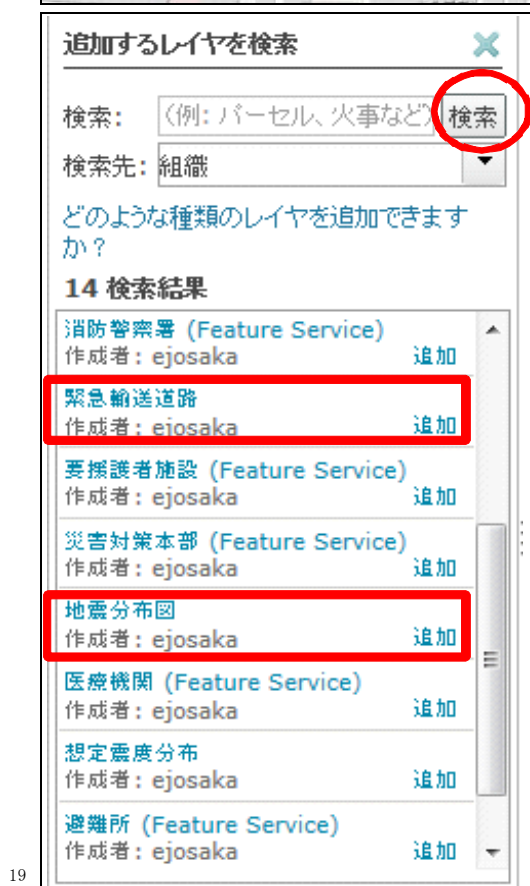 追加するレイヤを検索
検索: (例: パーセル、火事など) 検索
検索先: 組織
どのような種類のレイヤを追加できます
か?
14 検索結果
消防警察署 (Feature Service)
作成者: ejosaka 追加
緊急輸送道路
作成者: ejosaka 追加
要援護者施設 (Feature Service)
作成者: ejosaka 追加
災害対策本部 (Feature Service)
作成者: ejosaka 追加
地震分布図
作成者: ejosaka 追加
医療機関 (Feature Service)
作成者: ejosaka 追加
想定震度分布
作成者: ejosaka 追加
避難所 (Feature Service)
作成者: ejosaka 追加
19